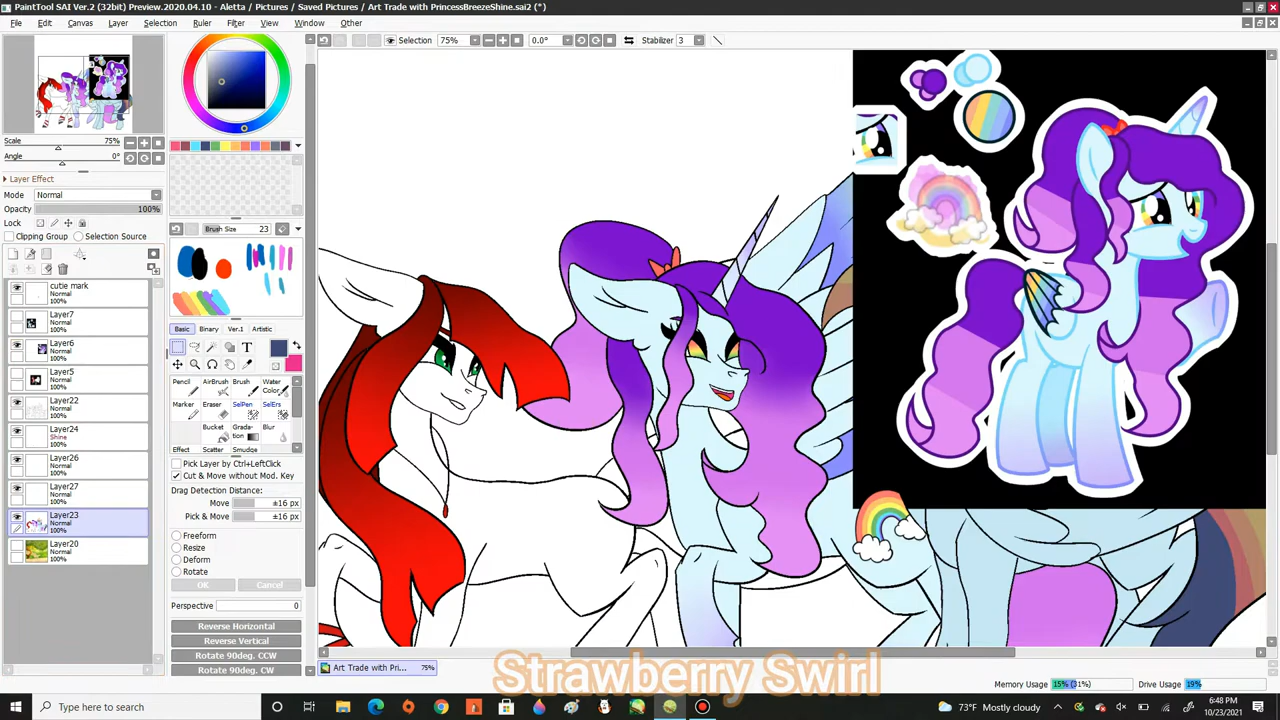 PaintTool SAI Ver.2 (32bit) Preview.2020.04.10 - Aletta / Pictures / Saved Pictures / Art Trade with PrincessBreezeShine.sai2 (*)
File Edit Canvas Layer Selection Ruler Filter View Window Other
Selection 75% 0.0° Stabilizer 3
Scale 75%
Angle 0°
Layer Effect
Mode Normal
Opacity 100%
Lock
Clipping Group Selection Source
cutie mark
Normal
100%
Layer7
Normal
100%
Layer6
Normal
100%
Layer5
Normal
100%
Layer22
Normal
100%
Layer24
Shine
100%
Layer26
Normal
100%
Layer27
Normal
100%
Layer23
Normal
100%
Layer20
Normal
100%
Brush Size 23
Basic Binary Ver.1 Artistic
T
Pencil AirBrush Brush Water Color
Marker Eraser SelPen SelErs
Bucket Grada-tion Blur
Effect Scatter Smudge
Pick Layer by Ctrl+LeftClick
Cut & Move without Mod. Key
Drag Detection Distance:
Move ±16 px
Pick & Move ±16 px
Freeform
Resize
Deform
Rotate
OK Cancel
Perspective 0
Reverse Horizontal
Reverse Vertical
Rotate 90deg. CCW
Rotate 90deg. CW
Art Trade with Pri... 75%
Strawberry Swirl
Memory Usage 15% (31%) Drive Usage 19%
Type here to search
73°F Mostly cloudy
6:48 PM
10/23/2021